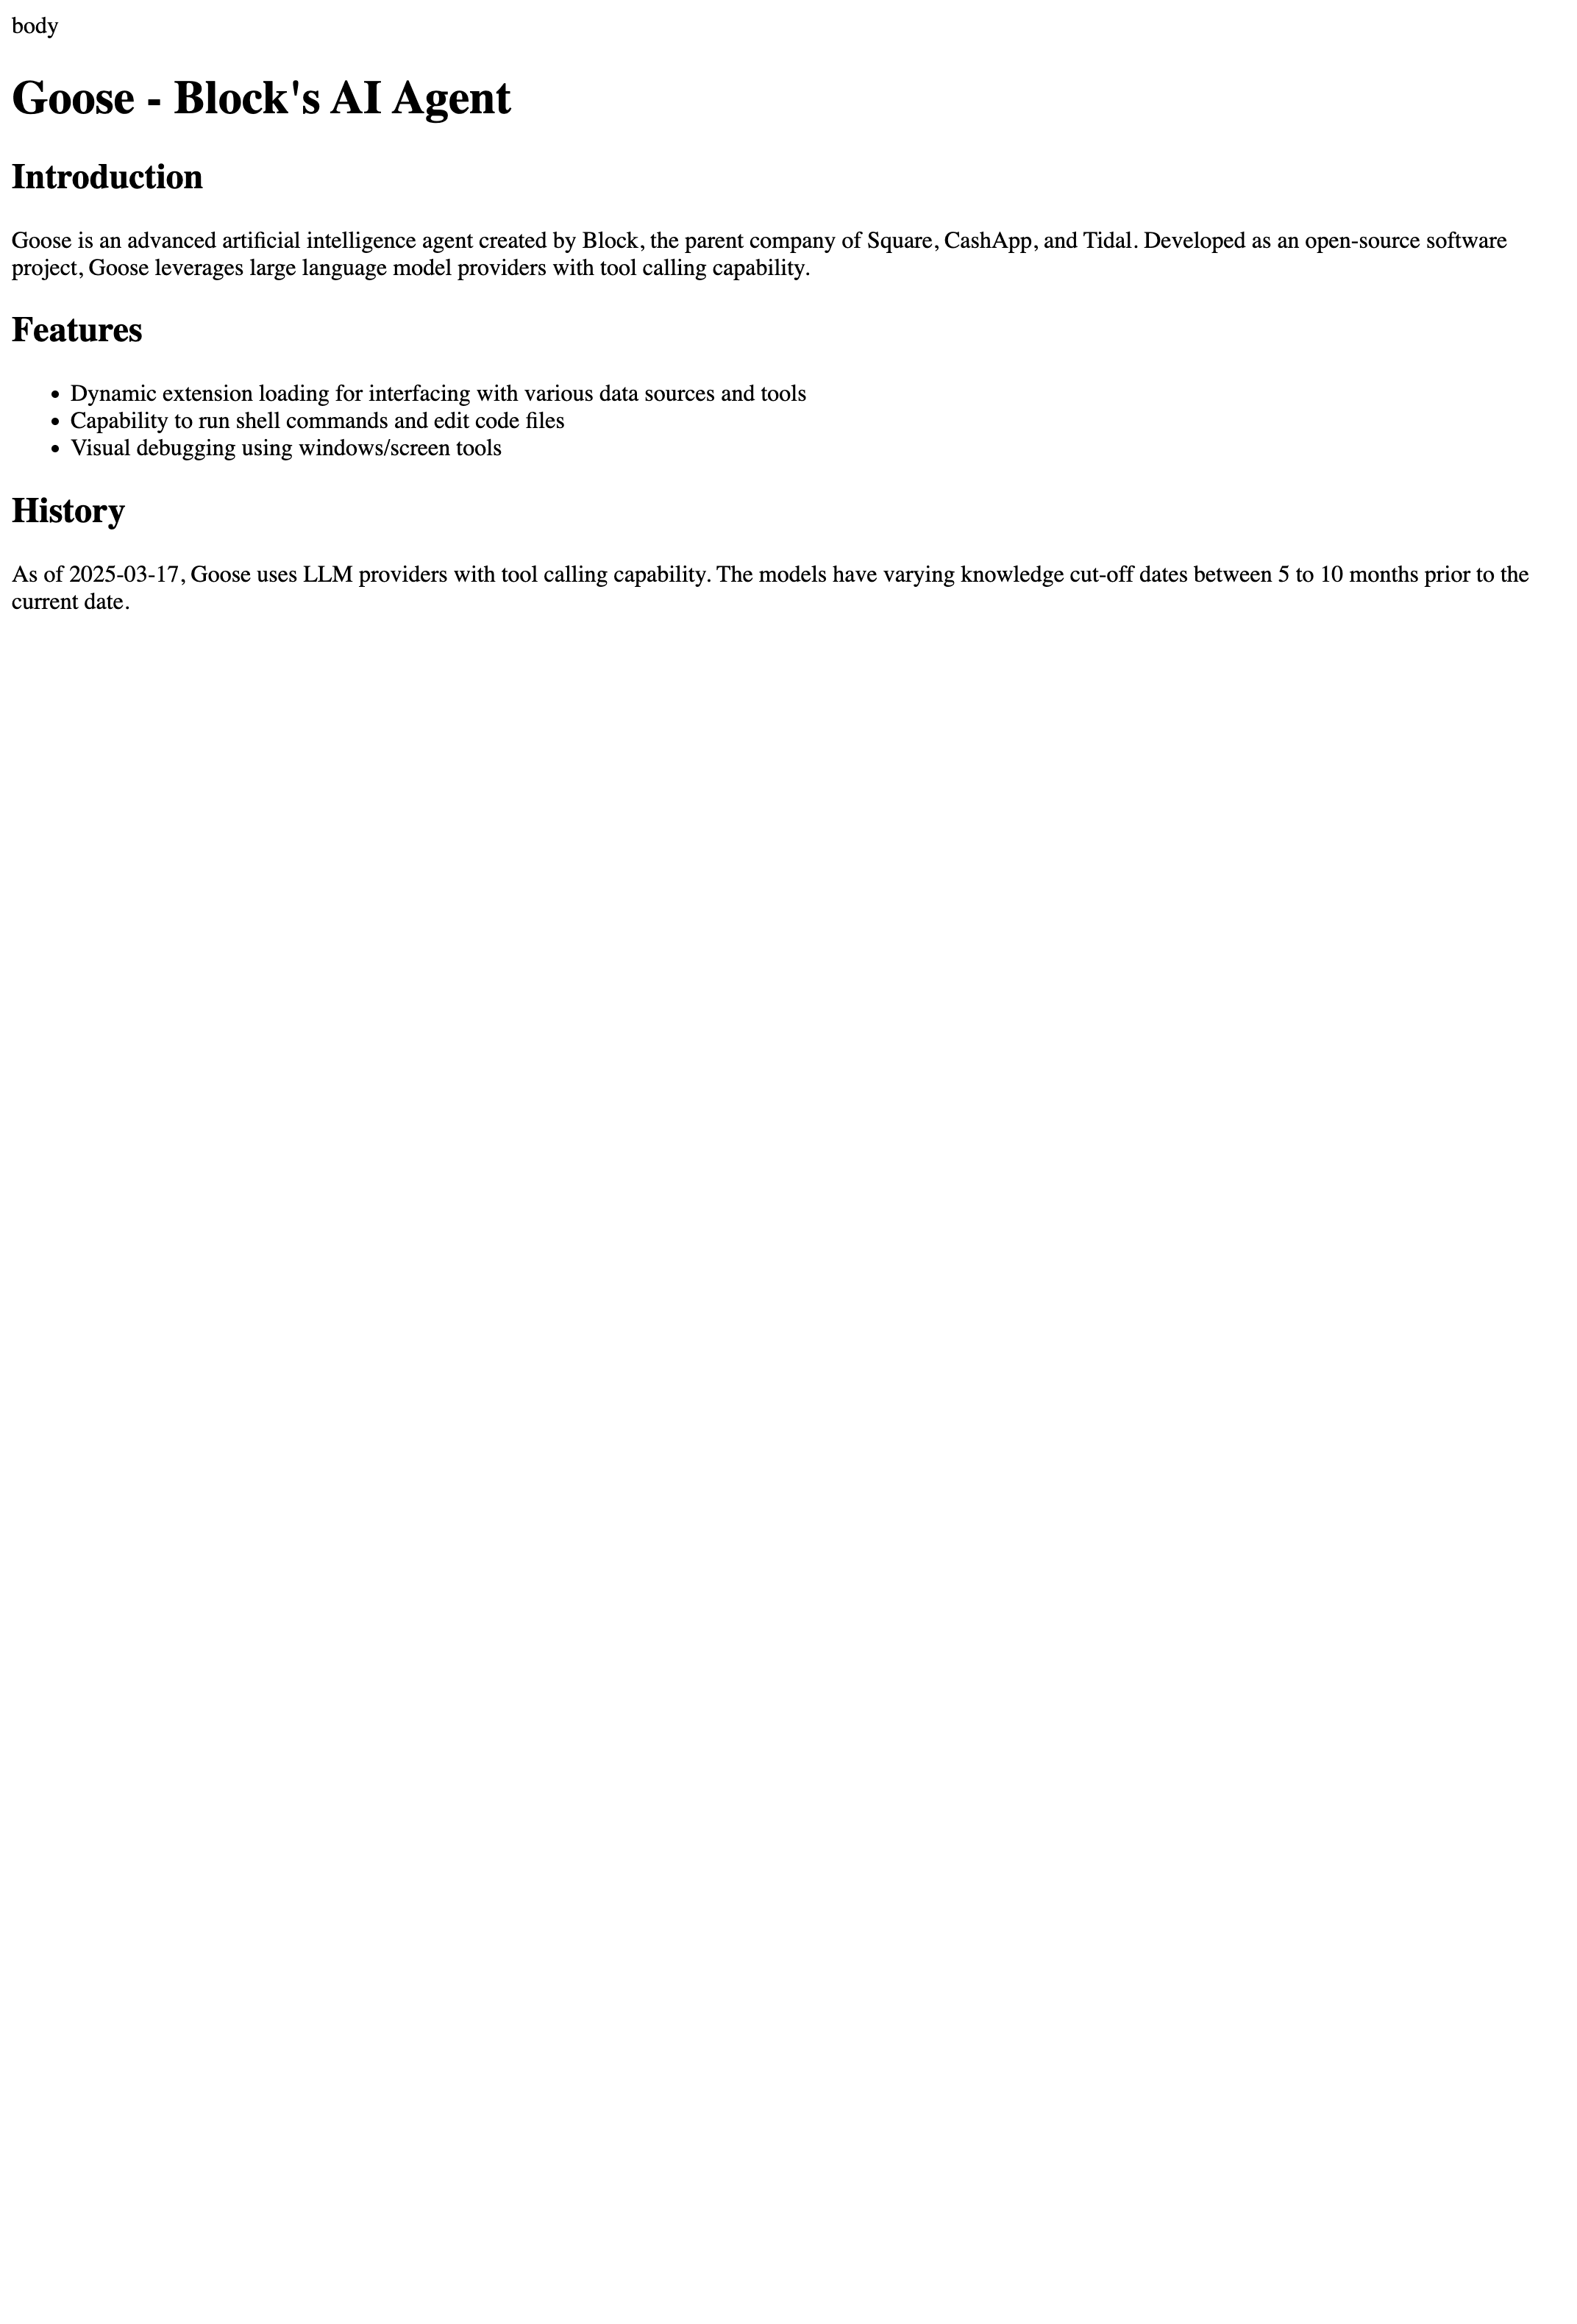 body
Goose - Block's AI Agent
Introduction
Goose is an advanced artificial intelligence agent created by Block, the parent company of Square, CashApp, and Tidal. Developed as an open-source software
project, Goose leverages large language model providers with tool calling capability.
Features
• Dynamic extension loading for interfacing with various data sources and tools
• Capability to run shell commands and edit code files
• Visual debugging using windows/screen tools
History
As of 2025-03-17, Goose uses LLM providers with tool calling capability. The models have varying knowledge cut-off dates between 5 to 10 months prior to the
current date.